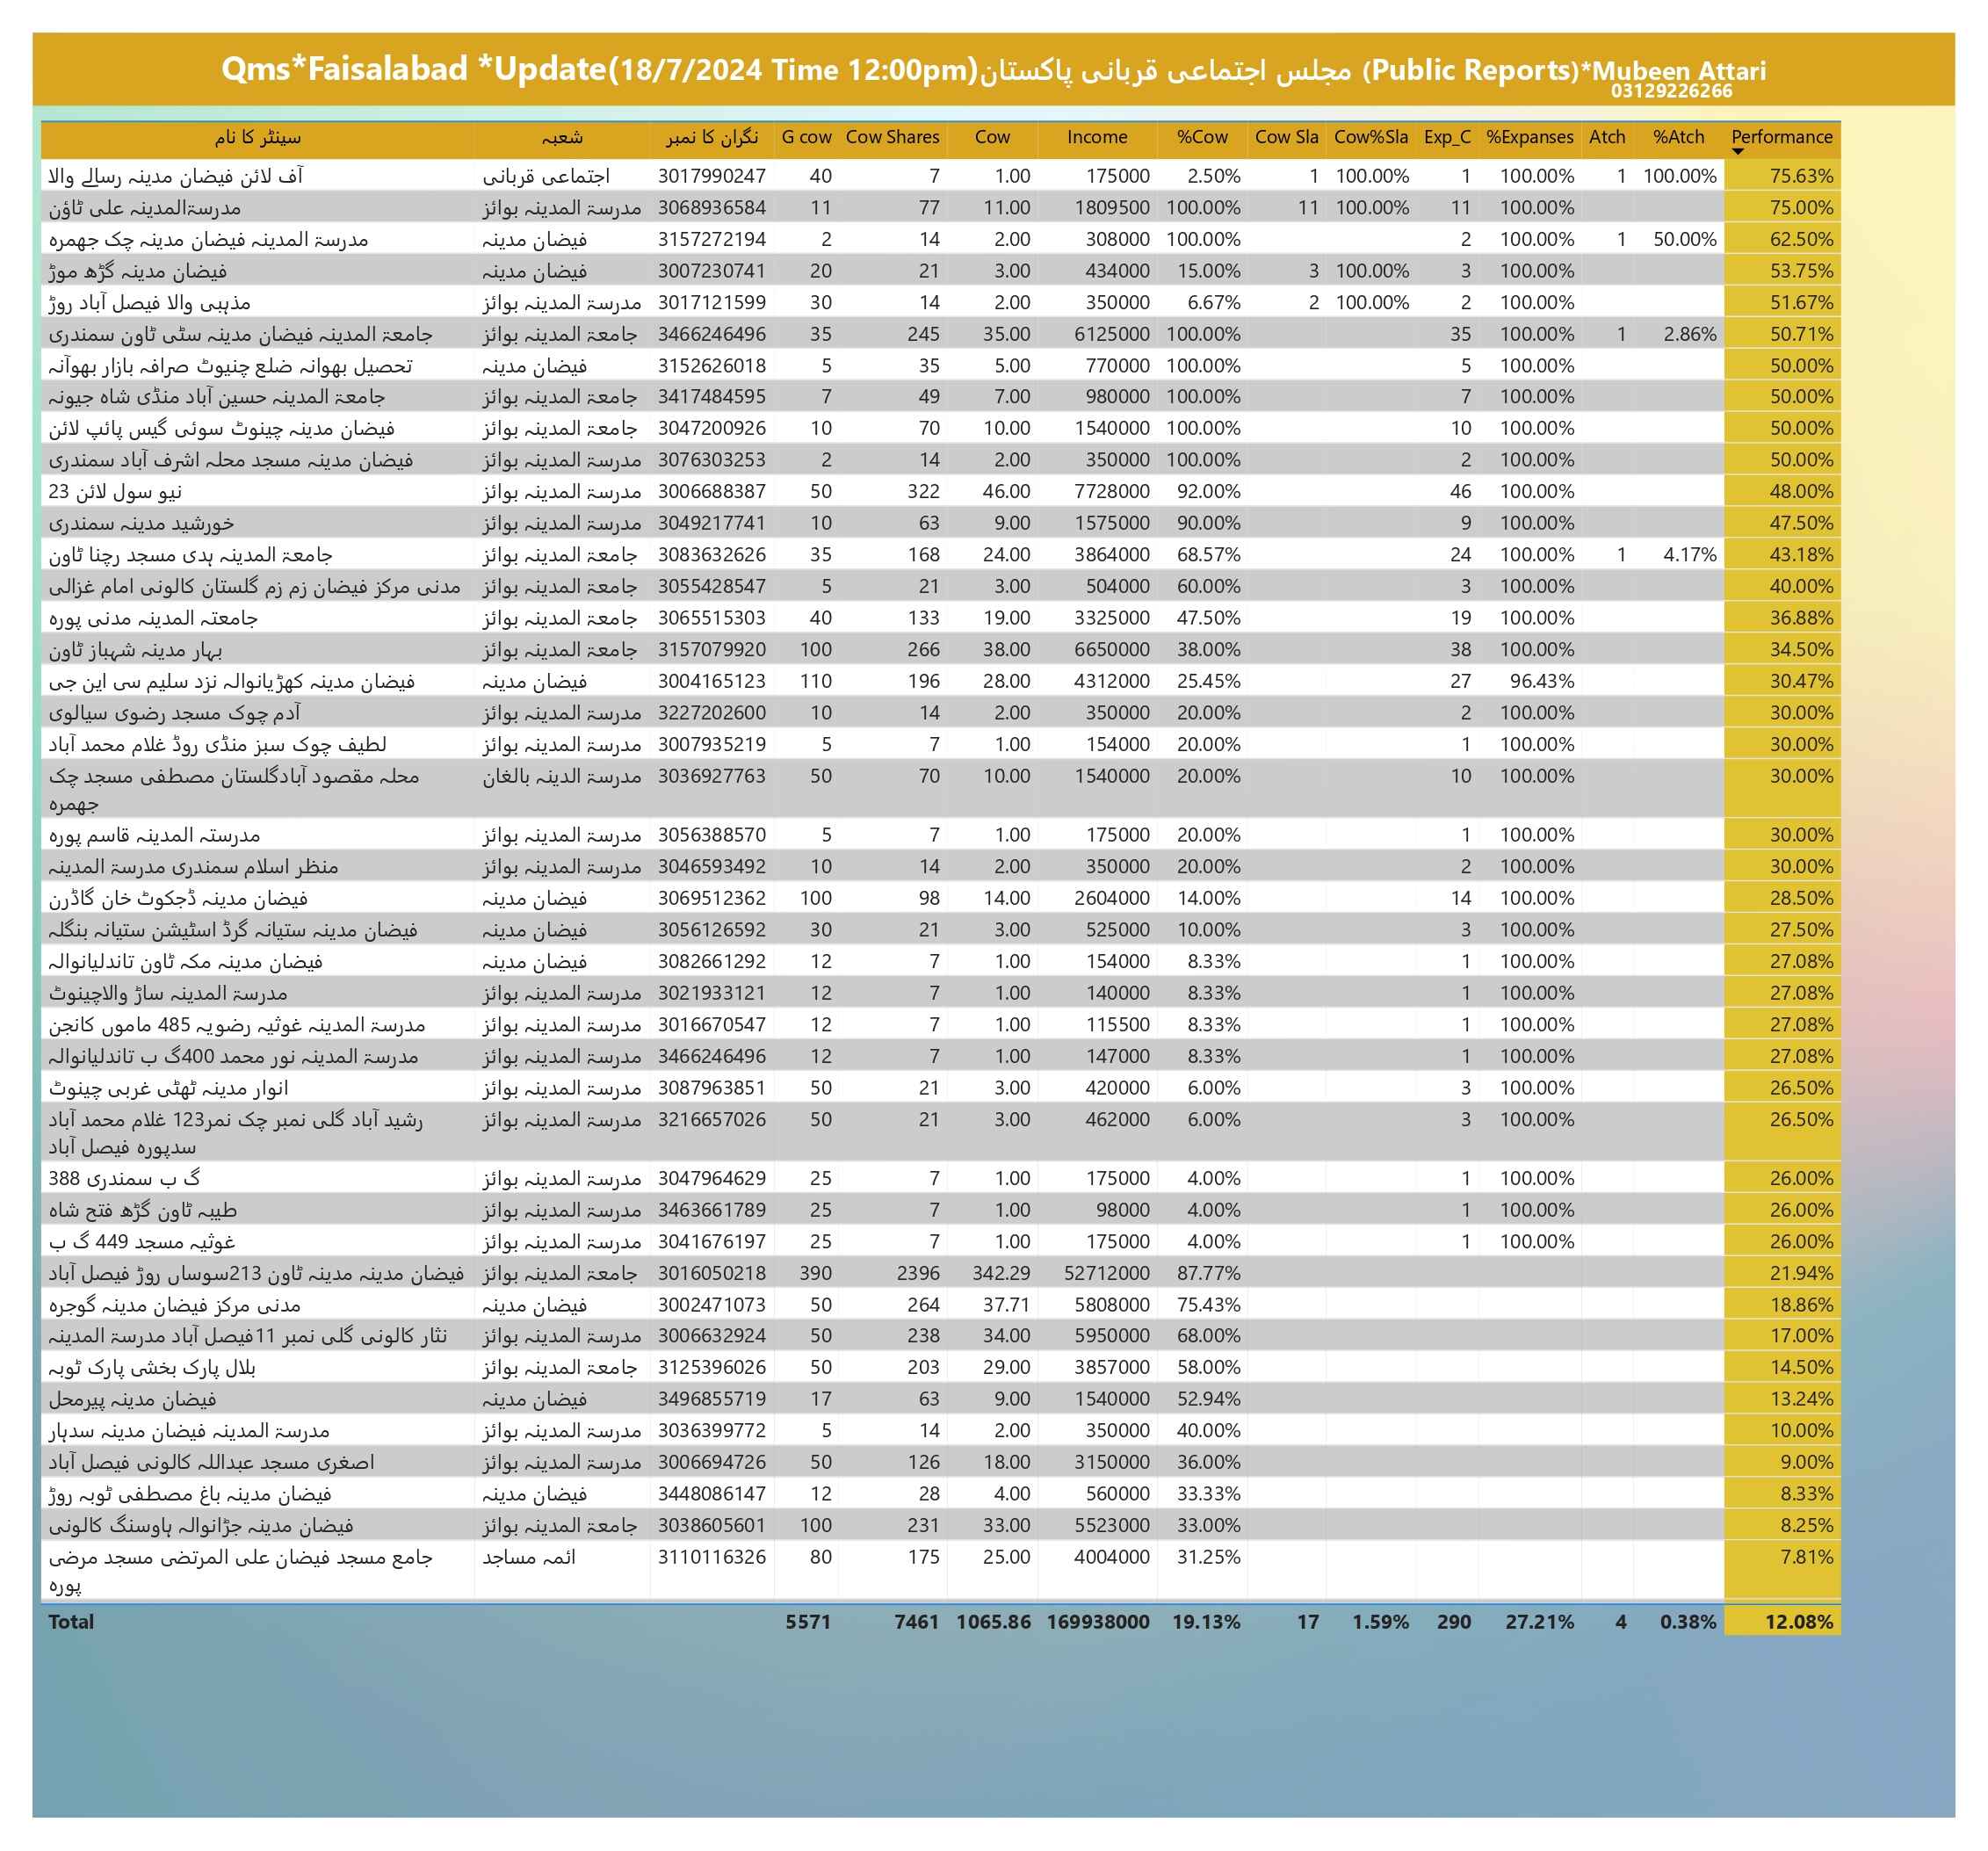 Qms*Faisalabad *Update(18/7/2024 Time 12:00pm)مجلس اجتماعی قربانی پاکستان (Public Reports)*Mubeen Attari
03129226266
سینٹر کا نام شعبہ نگران کا نمبر G cow Cow Shares Cow Income %Cow Cow Sla Cow%Sla Exp_C %Expanses Atch %Atch Performance
آف لائن فیضان مدینہ رسالے والا اجتماعی قربانی 3017990247 40 7 1.00 175000 2.50% 1 100.00% 1 100.00% 1 100.00% 75.63%
مدرسۃالمدینہ علی ٹاؤن مدرسۃ المدینہ بوائز 3068936584 11 77 11.00 1809500 100.00% 11 100.00% 11 100.00% 75.00%
مدرسۃ المدینہ فیضان مدینہ چک جھمرہ فیضان مدینہ 3157272194 2 14 2.00 308000 100.00% 2 100.00% 1 50.00% 62.50%
فیضان مدینہ گڑھ موڑ فیضان مدینہ 3007230741 20 21 3.00 434000 15.00% 3 100.00% 3 100.00% 53.75%
مذہبی والا فیصل آباد روڑ مدرسۃ المدینہ بوائز 3017121599 30 14 2.00 350000 6.67% 2 100.00% 2 100.00% 51.67%
جامعۃ المدینہ فیضان مدینہ سٹی ٹاون سمندری جامعۃ المدینہ بوائز 3466246496 35 245 35.00 6125000 100.00% 35 100.00% 1 2.86% 50.71%
تحصیل بھوانہ ضلع چنیوٹ صرافہ بازار بھوآنہ فیضان مدینہ 3152626018 5 35 5.00 770000 100.00% 5 100.00% 50.00%
جامعۃ المدینہ حسین آباد منڈی شاہ جیونہ جامعۃ المدینہ بوائز 3417484595 7 49 7.00 980000 100.00% 7 100.00% 50.00%
فیضان مدینہ چینوٹ سوئی گیس پائپ لائن جامعۃ المدینہ بوائز 3047200926 10 70 10.00 1540000 100.00% 10 100.00% 50.00%
فیضان مدینہ مسجد محلہ اشرف آباد سمندری مدرسۃ المدینہ بوائز 3076303253 2 14 2.00 350000 100.00% 2 100.00% 50.00%
نیو سول لائن 23 مدرسۃ المدینہ بوائز 3006688387 50 322 46.00 7728000 92.00% 46 100.00% 48.00%
خورشید مدینہ سمندری مدرسۃ المدینہ بوائز 3049217741 10 63 9.00 1575000 90.00% 9 100.00% 47.50%
جامعۃ المدینہ ہدی مسجد رچنا ٹاون جامعۃ المدینہ بوائز 3083632626 35 168 24.00 3864000 68.57% 24 100.00% 1 4.17% 43.18%
مدنی مرکز فیضان زم زم گلستان کالونی امام غزالی جامعۃ المدینہ بوائز 3055428547 5 21 3.00 504000 60.00% 3 100.00% 40.00%
جامعتہ المدینہ مدنی پورہ جامعۃ المدینہ بوائز 3065515303 40 133 19.00 3325000 47.50% 19 100.00% 36.88%
بہار مدینہ شہباز ٹاون جامعۃ المدینہ بوائز 3157079920 100 266 38.00 6650000 38.00% 38 100.00% 34.50%
فیضان مدینہ کھڑیانوالہ نزد سلیم سی این جی فیضان مدینہ 3004165123 110 196 28.00 4312000 25.45% 27 96.43% 30.47%
آدم چوک مسجد رضوی سیالوی مدرسۃ المدینہ بوائز 3227202600 10 14 2.00 350000 20.00% 2 100.00% 30.00%
لطیف چوک سبز منڈی روڈ غلام محمد آباد مدرسۃ المدینہ بوائز 3007935219 5 7 1.00 154000 20.00% 1 100.00% 30.00%
محلہ مقصود آبادگلستان مصطفی مسجد چک مدرسۃ الدینہ بالغان 3036927763 50 70 10.00 1540000 20.00% 10 100.00% 30.00%
جھمرہ
مدرستہ المدینہ قاسم پورہ مدرسۃ المدینہ بوائز 3056388570 5 7 1.00 175000 20.00% 1 100.00% 30.00%
منظر اسلام سمندری مدرسۃ المدینہ مدرسۃ المدینہ بوائز 3046593492 10 14 2.00 350000 20.00% 2 100.00% 30.00%
فیضان مدینہ ڈجکوٹ خان گاڈرن فیضان مدینہ 3069512362 100 98 14.00 2604000 14.00% 14 100.00% 28.50%
فیضان مدینہ ستیانہ گرڈ اسٹیشن ستیانہ بنگلہ فیضان مدینہ 3056126592 30 21 3.00 525000 10.00% 3 100.00% 27.50%
فیضان مدینہ مکہ ٹاون تاندلیانوالہ فیضان مدینہ 3082661292 12 7 1.00 154000 8.33% 1 100.00% 27.08%
مدرسۃ المدینہ ساڑ والاچینوٹ مدرسۃ المدینہ بوائز 3021933121 12 7 1.00 140000 8.33% 1 100.00% 27.08%
مدرسۃ المدینہ غوثیہ رضویہ 485 ماموں کانجن مدرسۃ المدینہ بوائز 3016670547 12 7 1.00 115500 8.33% 1 100.00% 27.08%
مدرسۃ المدینہ نور محمد 400گ ب تاندلیانوالہ مدرسۃ المدینہ بوائز 3466246496 12 7 1.00 147000 8.33% 1 100.00% 27.08%
انوار مدینہ ٹھٹی غربی چینوٹ مدرسۃ المدینہ بوائز 3087963851 50 21 3.00 420000 6.00% 3 100.00% 26.50%
رشید آباد گلی نمبر چک نمر123 غلام محمد آباد مدرسۃ المدینہ بوائز 3216657026 50 21 3.00 462000 6.00% 3 100.00% 26.50%
سدپورہ فیصل آباد
گ ب سمندری 388 مدرسۃ المدینہ بوائز 3047964629 25 7 1.00 175000 4.00% 1 100.00% 26.00%
طیبہ ٹاون گڑھ فتح شاہ مدرسۃ المدینہ بوائز 3463661789 25 7 1.00 98000 4.00% 1 100.00% 26.00%
غوثیہ مسجد 449 گ ب مدرسۃ المدینہ بوائز 3041676197 25 7 1.00 175000 4.00% 1 100.00% 26.00%
فیضان مدینہ مدینہ ٹاون 213سوساں روڑ فیصل آباد جامعۃ المدینہ بوائز 3016050218 390 2396 342.29 52712000 87.77% 21.94%
مدنی مرکز فیضان مدینہ گوجرہ فیضان مدینہ 3002471073 50 264 37.71 5808000 75.43% 18.86%
نثار کالونی گلی نمبر 11فیصل آباد مدرسۃ المدینہ مدرسۃ المدینہ بوائز 3006632924 50 238 34.00 5950000 68.00% 17.00%
بلال پارک بخشی پارک ٹوبہ جامعۃ المدینہ بوائز 3125396026 50 203 29.00 3857000 58.00% 14.50%
فیضان مدینہ پیرمحل فیضان مدینہ 3496855719 17 63 9.00 1540000 52.94% 13.24%
مدرسۃ المدینہ فیضان مدینہ سدہار مدرسۃ المدینہ بوائز 3036399772 5 14 2.00 350000 40.00% 10.00%
اصغری مسجد عبداللہ کالونی فیصل آباد مدرسۃ المدینہ بوائز 3006694726 50 126 18.00 3150000 36.00% 9.00%
فیضان مدینہ باغ مصطفی ٹوبہ روڑ فیضان مدینہ 3448086147 12 28 4.00 560000 33.33% 8.33%
فیضان مدینہ جڑانوالہ ہاوسنگ کالونی جامعۃ المدینہ بوائز 3038605601 100 231 33.00 5523000 33.00% 8.25%
جامع مسجد فیضان علی المرتضی مسجد مرضی ائمہ مساجد 3110116326 80 175 25.00 4004000 31.25% 7.81%
پورہ
Total 5571 7461 1065.86 169938000 19.13% 17 1.59% 290 27.21% 4 0.38% 12.08%